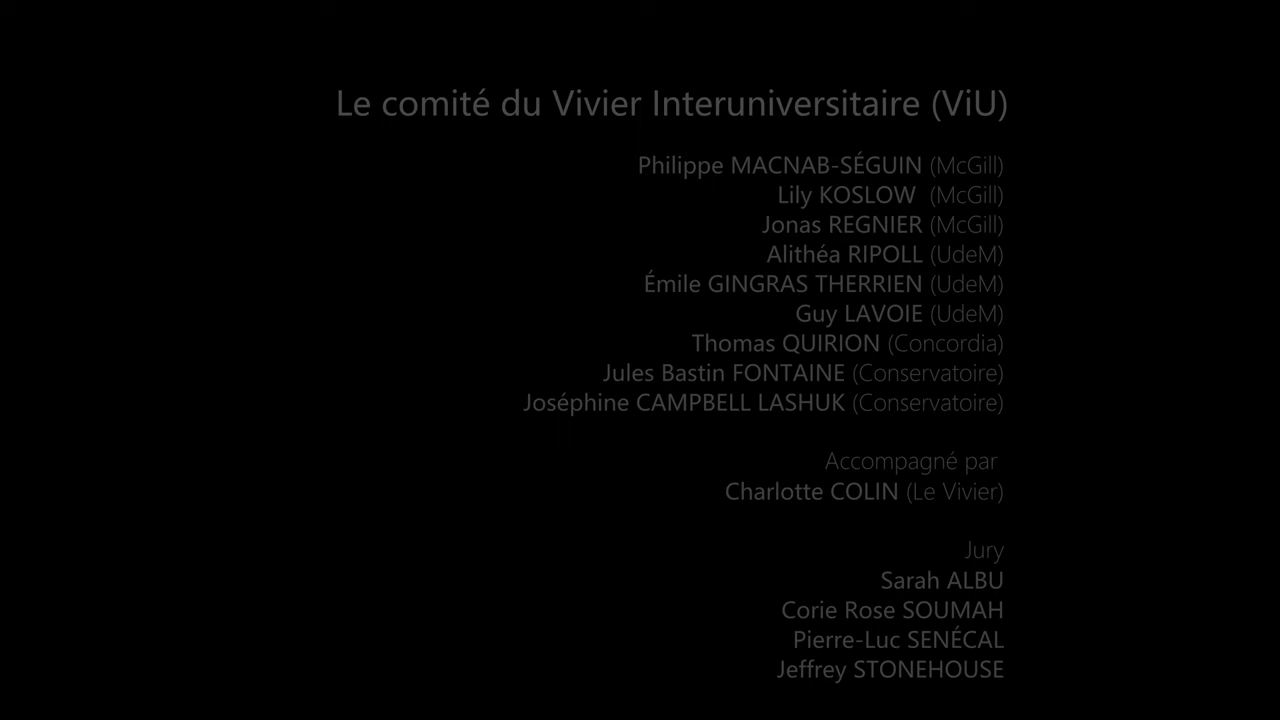 Le comité du Vivier Interuniversitaire (ViU)
Philippe MACNAB-SÉGUIN (McGill)
Lily KOSLOW (McGill)
Jonas REGNIER (McGill)
Alithéa RIPOLL (UdeM)
Émile GINGRAS THERRIEN (UdeM)
Guy LAVOIE (UdeM)
Thomas QUIRION (Concordia)
Jules Bastin FONTAINE (Conservatoire)
Joséphine CAMPBELL LASHUK (Conservatoire)
Accompagné par
Charlotte COLIN (Le Vivier)
Jury
Sarah ALBU
Corie Rose SOUMAH
Pierre-Luc SENÉCAL
Jeffrey STONEHOUSE